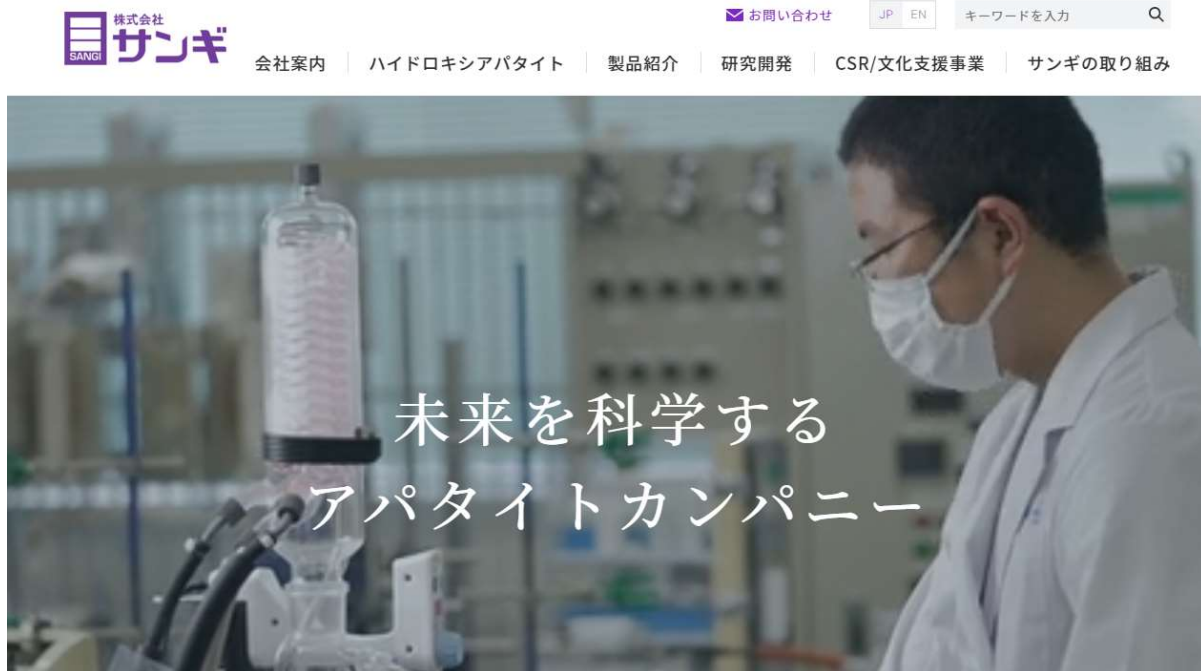 株式会社
サンギ
SANGI
お問い合わせ
JP EN
キーワードを入力
会社案内
ハイドロキシアパタイト
製品紹介
研究開発
CSR/文化支援事業
サンギの取り組み
未来を科学する
アパタイトカンパニー